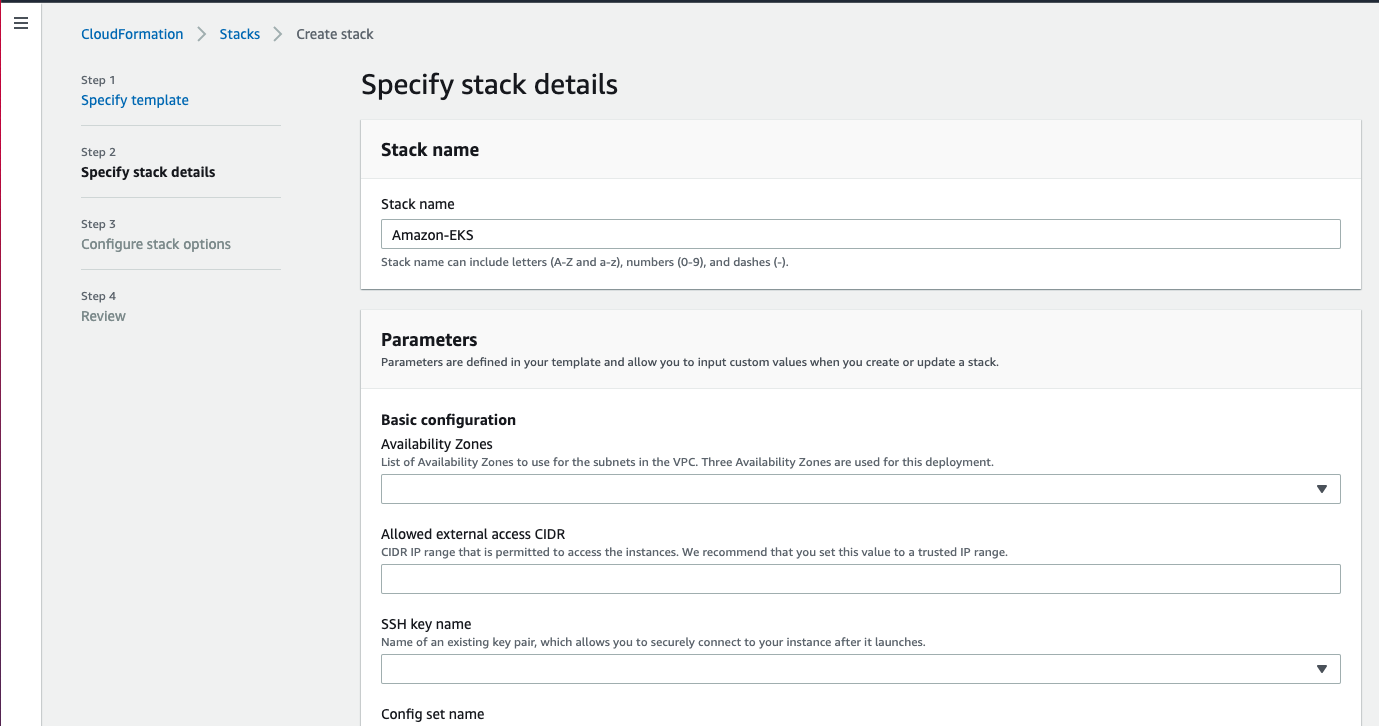 CloudFormation > Stacks > Create stack
Step 1
Specify template
Step 2
Specify stack details
Step 3
Configure stack options
Step 4
Review
Specify stack details
Stack name
Stack name
Amazon-EKS
Stack name can include letters (A-Z and a-z), numbers (0-9), and dashes (-).
Parameters
Parameters are defined in your template and allow you to input custom values when you create or update a stack.
Basic configuration
Availability Zones
List of Availability Zones to use for the subnets in the VPC. Three Availability Zones are used for this deployment.
Allowed external access CIDR
CIDR IP range that is permitted to access the instances. We recommend that you set this value to a trusted IP range.
SSH key name
Name of an existing key pair, which allows you to securely connect to your instance after it launches.
Config set name